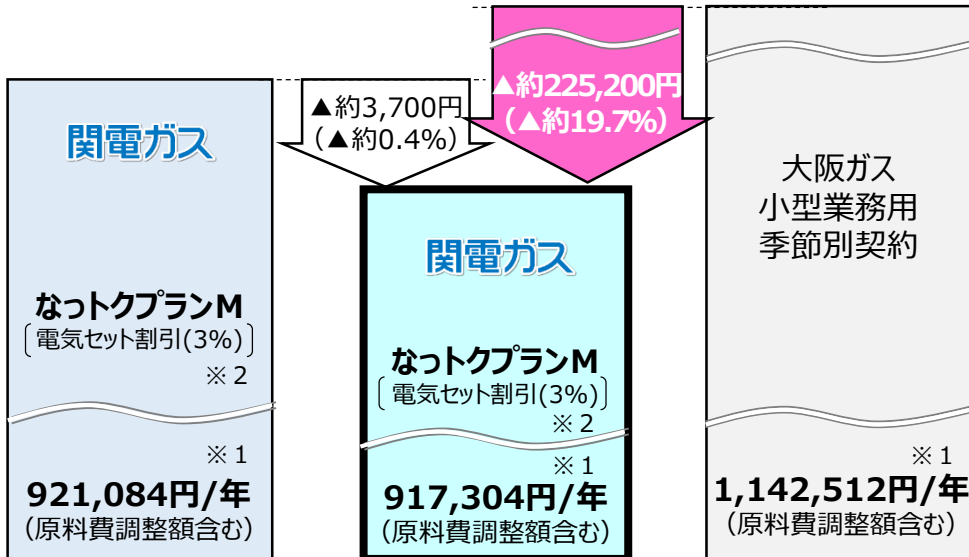 関電ガス
なっトクプランM
電気セット割引(3%)
※2
※1
921,084円/年
(原料費調整額含む)
▲約3,700円
(▲約0.4%)
▲約225,200円
(▲約19.7%)
関電ガス
なっトクプランM
電気セット割引(3%)
※2
※1
917,304円/年
(原料費調整額含む)
大阪ガス
小型業務用
季節別契約
※1
1,142,512円/年
(原料費調整額含む)